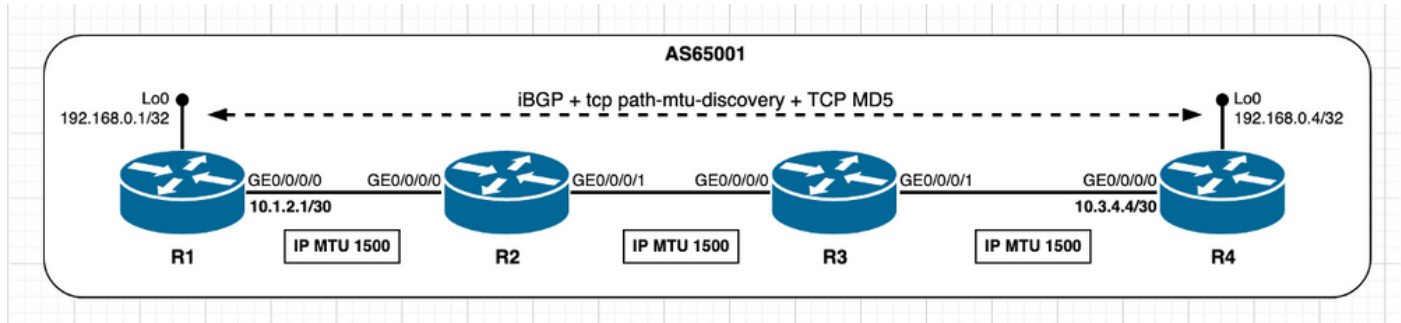 AS65001
iBGP + tcp path-mtu-discovery + TCP MD5
Lo0
192.168.0.1/32
Lo0
192.168.0.4/32
GE0/0/0/0
10.1.2.1/30
GE0/0/0/0
GE0/0/0/1
GE0/0/0/0
GE0/0/0/1
GE0/0/0/0
10.3.4.4/30
IP MTU 1500
IP MTU 1500
IP MTU 1500
R1
R2
R3
R4